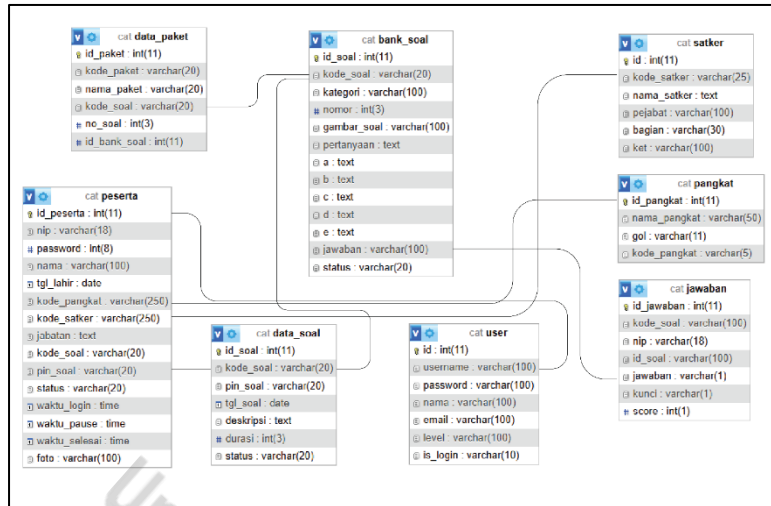 cat data_paket
id_paket : int(11)
kode_paket : varchar(20)
nama_paket : varchar(20)
kode_soal : varchar(20)
no_soal : int(3)
id_bank_soal : int(11)
cat bank_soal
id_soal : int(11)
kode_soal : varchar(20)
kategori : varchar(100)
nomor : int(3)
gambar_soal : varchar(100)
pertanyaan : text
a : text
b : text
c : text
d : text
e : text
jawaban : varchar(100)
status : varchar(20)
cat satker
id : int(11)
kode_satker : varchar(25)
nama_satker : text
pejabat : varchar(100)
bagian : varchar(30)
ket : varchar(100)
cat peserta
id_peserta : int(11)
nip : varchar(18)
password : int(8)
nama : varchar(100)
tgl_lahir : date
kode_pangkat : varchar(250)
kode_satker : varchar(250)
jabatan : text
kode_soal : varchar(20)
pin_soal : varchar(20)
status : varchar(20)
waktu_login : time
waktu_pause : time
waktu_selesai : time
foto : varchar(100)
cat data_soal
id_soal : int(11)
kode_soal : varchar(20)
pin_soal : varchar(20)
tgl_soal : date
deskripsi : text
durasi : int(3)
status : varchar(20)
cat user
id : int(11)
username : varchar(100)
password : varchar(100)
nama : varchar(100)
email : varchar(100)
level : varchar(100)
is_login : varchar(10)
cat pangkat
id_pangkat : int(11)
nama_pangkat : varchar(50)
gol : varchar(11)
kode_pangkat : varchar(5)
cat jawaban
id_jawaban : int(11)
kode_soal : varchar(100)
nip : varchar(18)
id_soal : varchar(100)
jawaban : varchar(1)
kunci : varchar(1)
score : int(1)